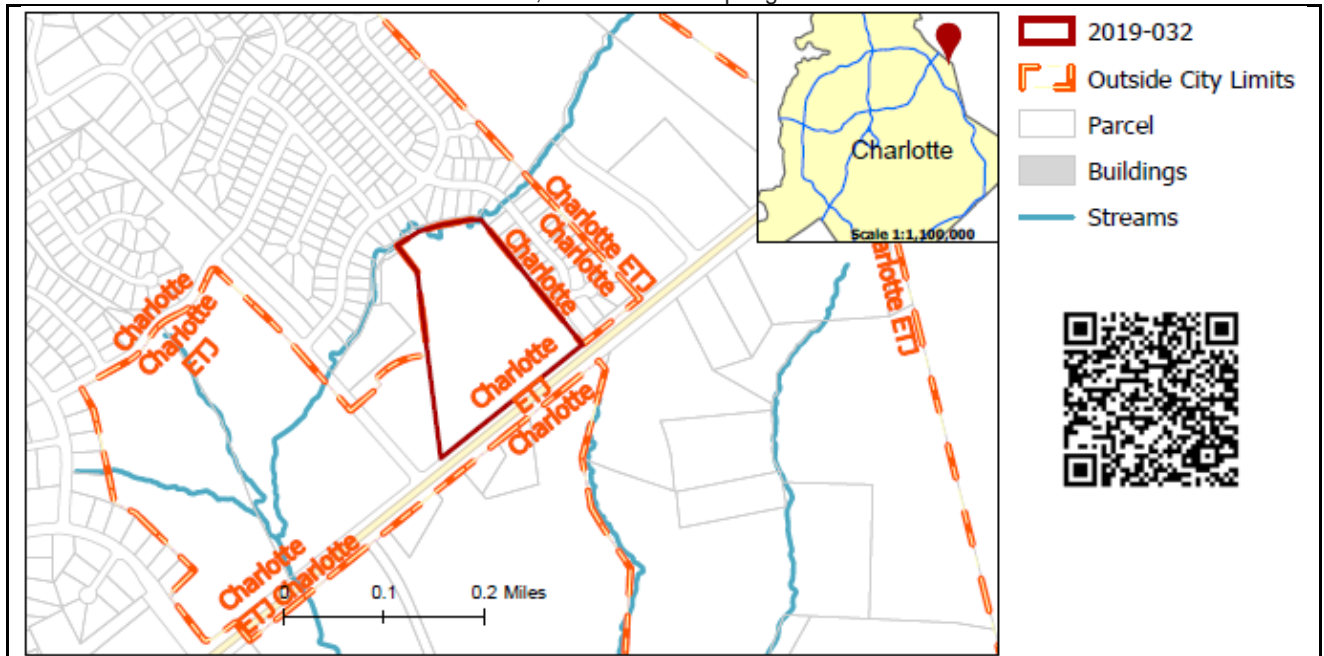 2019-032
Outside City Limits
Parcel
Buildings
Streams
Charlotte
Scale 1:1,100,000
Charlotte ETJ
Charlotte
Charlotte
Charlotte ETJ
Charlotte
Charlotte
ETJ
Charlotte
ETJ
Charlotte
Charlotte
ETJ Charlotte
0 0.1 0.2 Miles